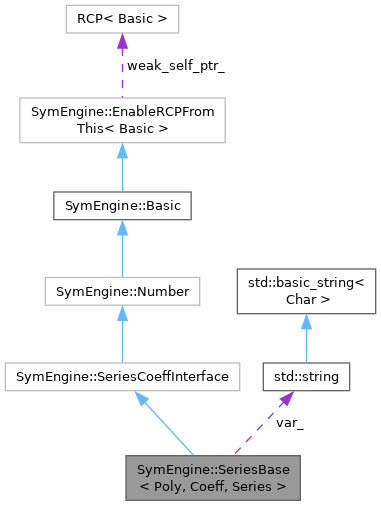 RCP< Basic >
weak_self_ptr_
SymEngine::EnableRCPFrom
This< Basic >
SymEngine::Basic
SymEngine::Number
std::basic_string<
Char >
SymEngine::SeriesCoeffInterface
std::string
var_
SymEngine::SeriesBase
< Poly, Coeff, Series >